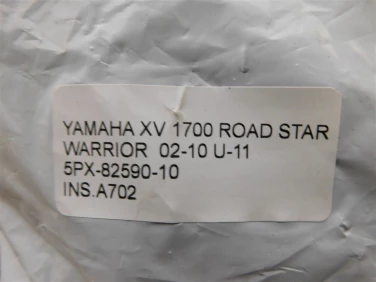 YAMAHA XV 1700 ROAD STAR
WARRIOR 02-10 U-11
5PX-82590-10
INS.A702